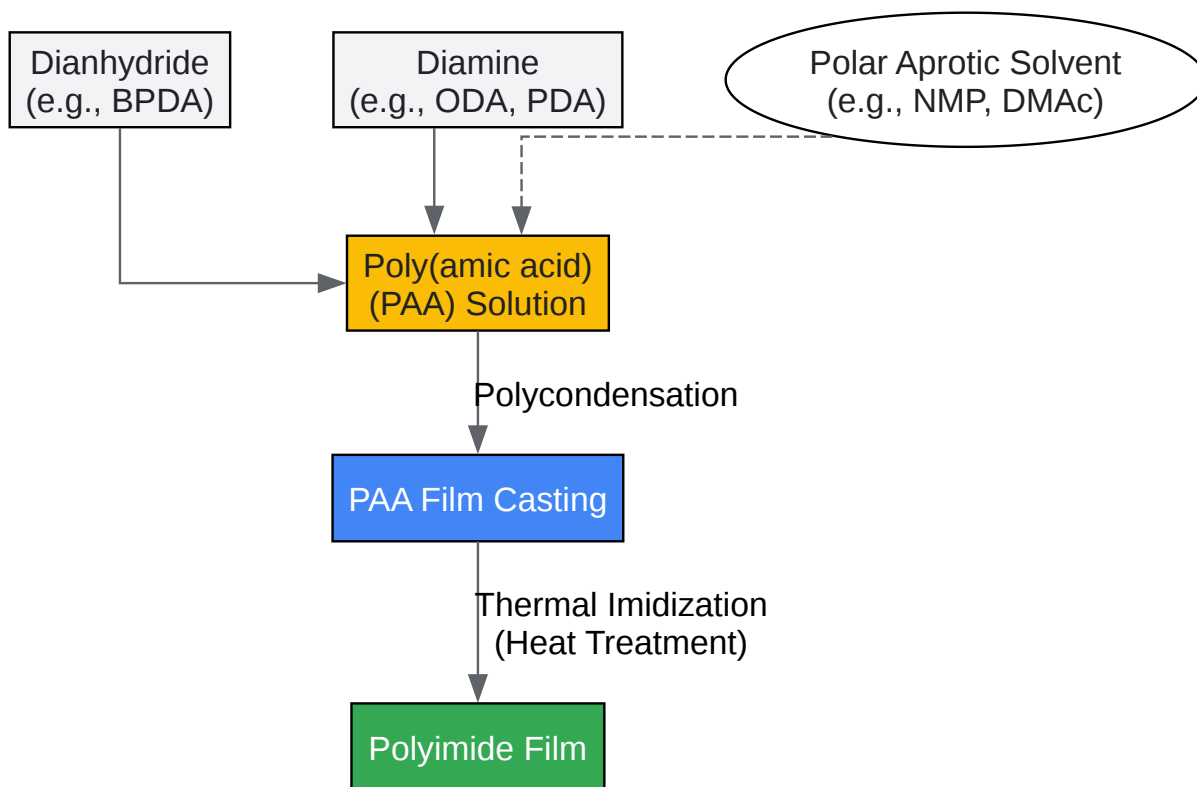 Dianhydride
(e.g., BPDA)
Diamine
(e.g., ODA, PDA)
Polar Aprotic Solvent
(e.g., NMP, DMAc)
Poly(amic acid)
(PAA) Solution
Polycondensation
PAA Film Casting
Thermal Imidization
(Heat Treatment)
Polyimide Film